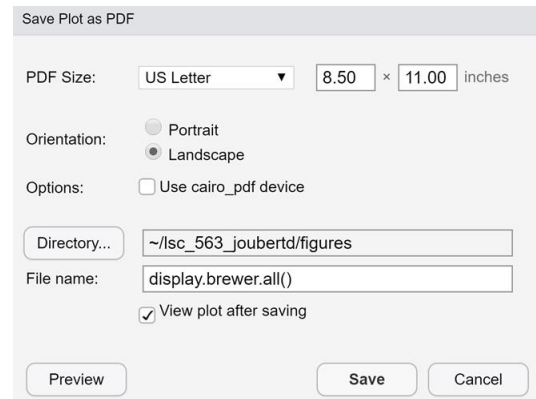 Save Plot as PDF
PDF Size: US Letter ▼ 8.50 × 11.00 inches
Orientation:
Portrait
Landscape
Options: Use cairo_pdf device
Directory... ~/lsc_563_joubertd/figures
File name: display.brewer.all()
View plot after saving
Preview Save Cancel